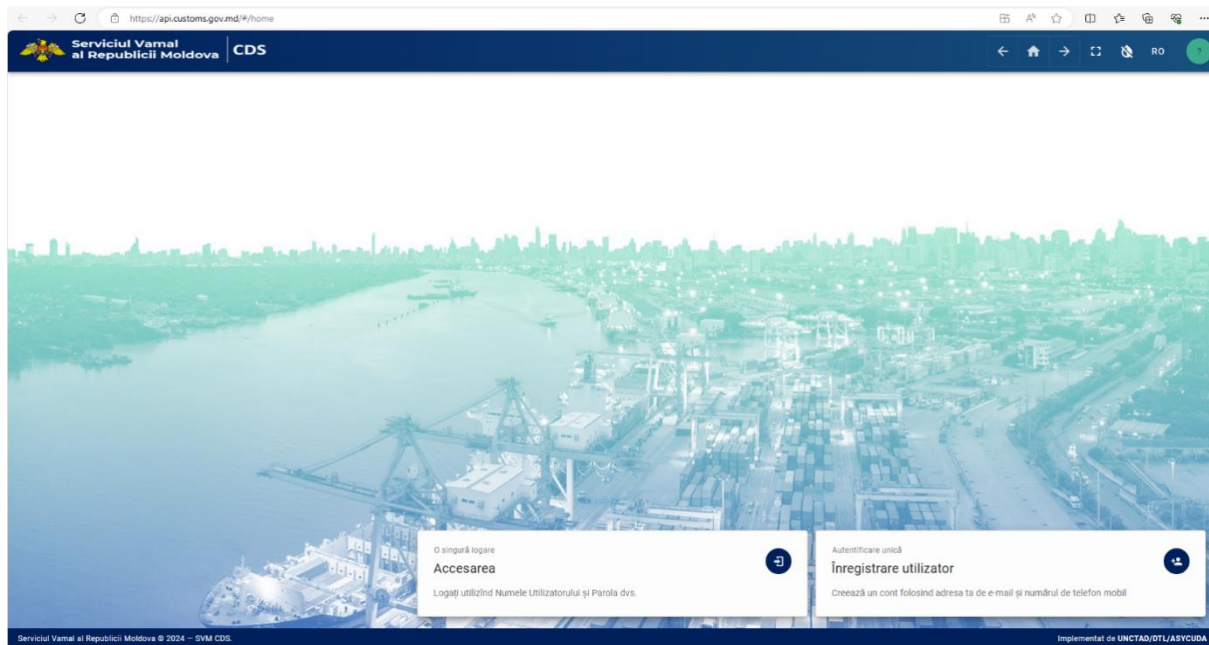 https://api.customs.gov.md/#/home
Serviciul Vamal
al Republicii Moldova
CDS
RO
?
O singură logare
Accesarea
Logați utilizînd Numele Utilizatorului și Parola dvs.
Autentificare unică
Înregistrare utilizator
Creează un cont folosind adresa ta de e-mail și numărul de telefon mobil
Serviciul Vamal al Republicii Moldova © 2024 — SVM CDS.
Implementat de UNCTAD/DTL/ASYCUDA